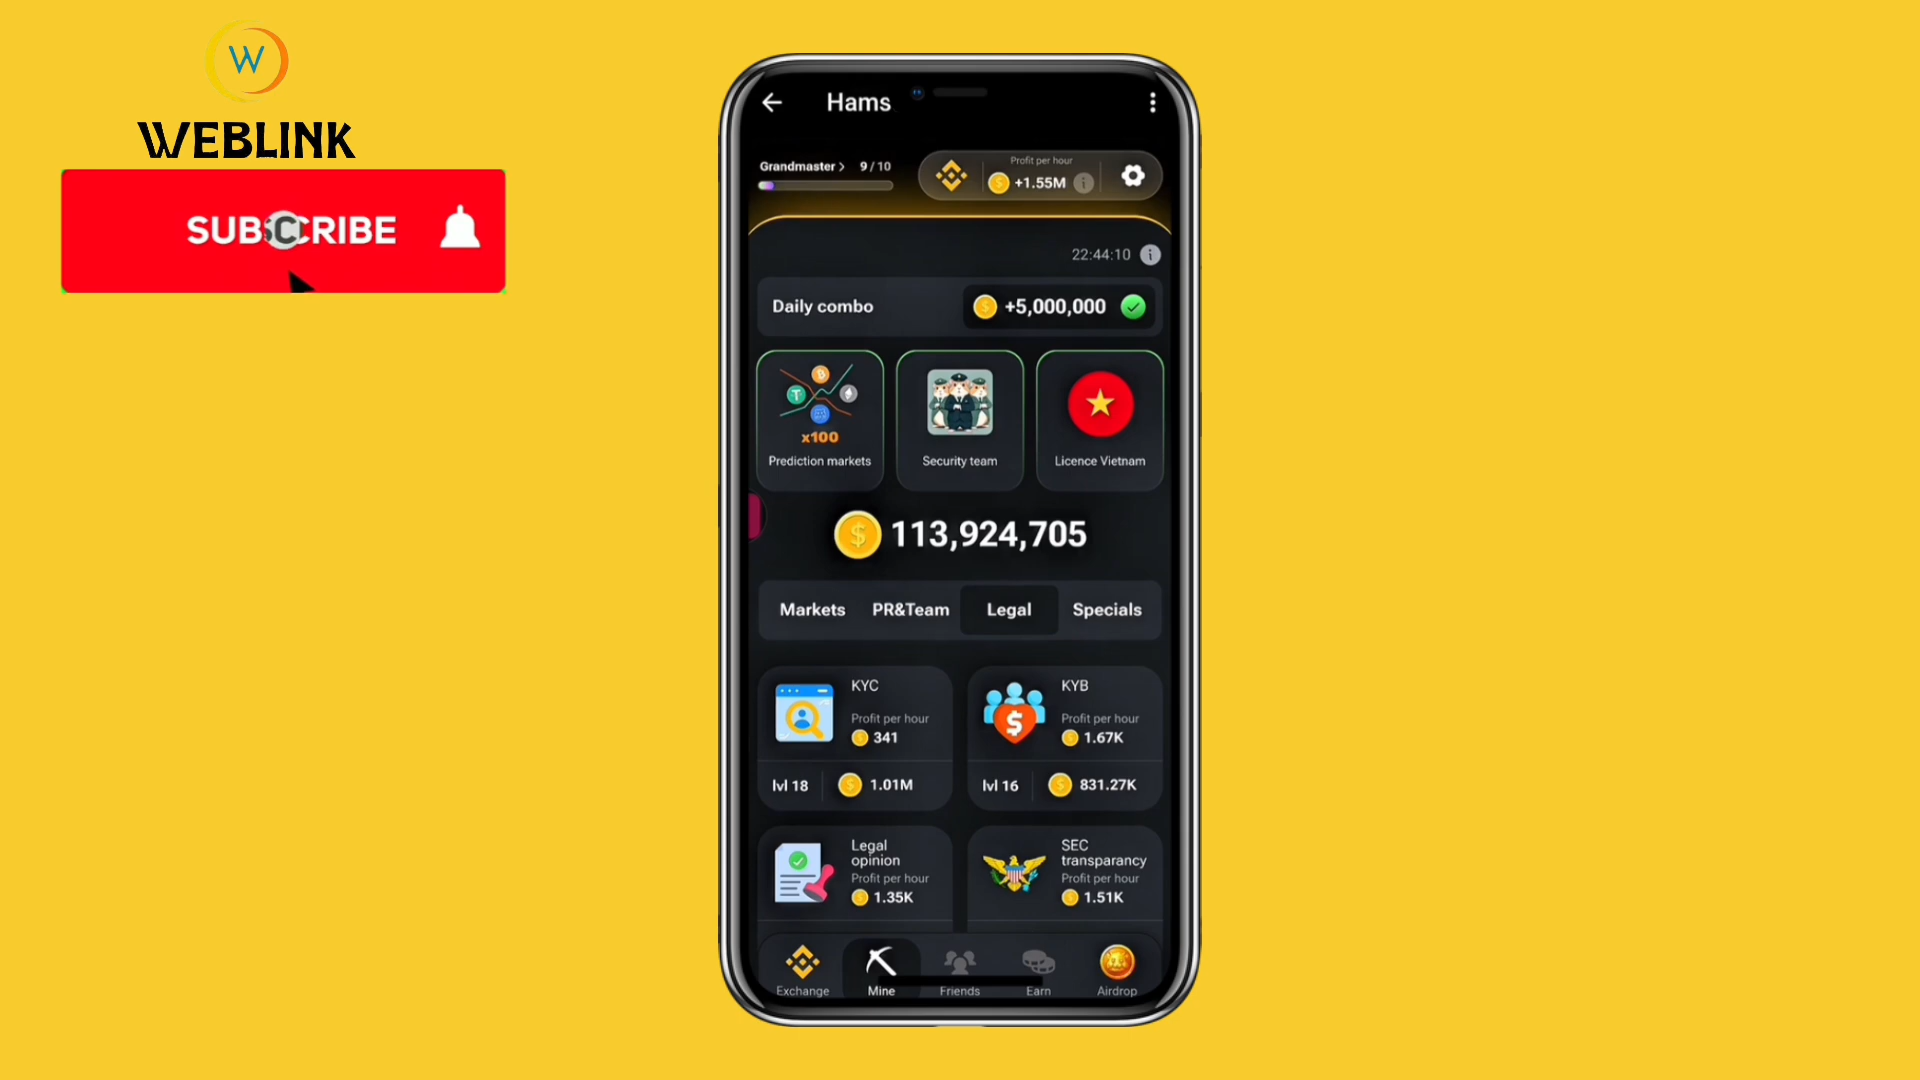 W
WEBLINK
SUBSCRIBE
Hams
Grandmaster > 9 / 10
Profit per hour
+1.55M
22:44:10
Daily combo
+5,000,000
x100
Prediction markets
Security team
Licence Vietnam
113,924,705
Markets PR&Team Legal Specials
KYC
Profit per hour
341
lvl 18 1.01M
KYB
Profit per hour
1.67K
lvl 16 831.27K
Legal
opinion
Profit per hour
1.35K
SEC
transparancy
Profit per hour
1.51K
Exchange Mine Friends Earn Airdrop